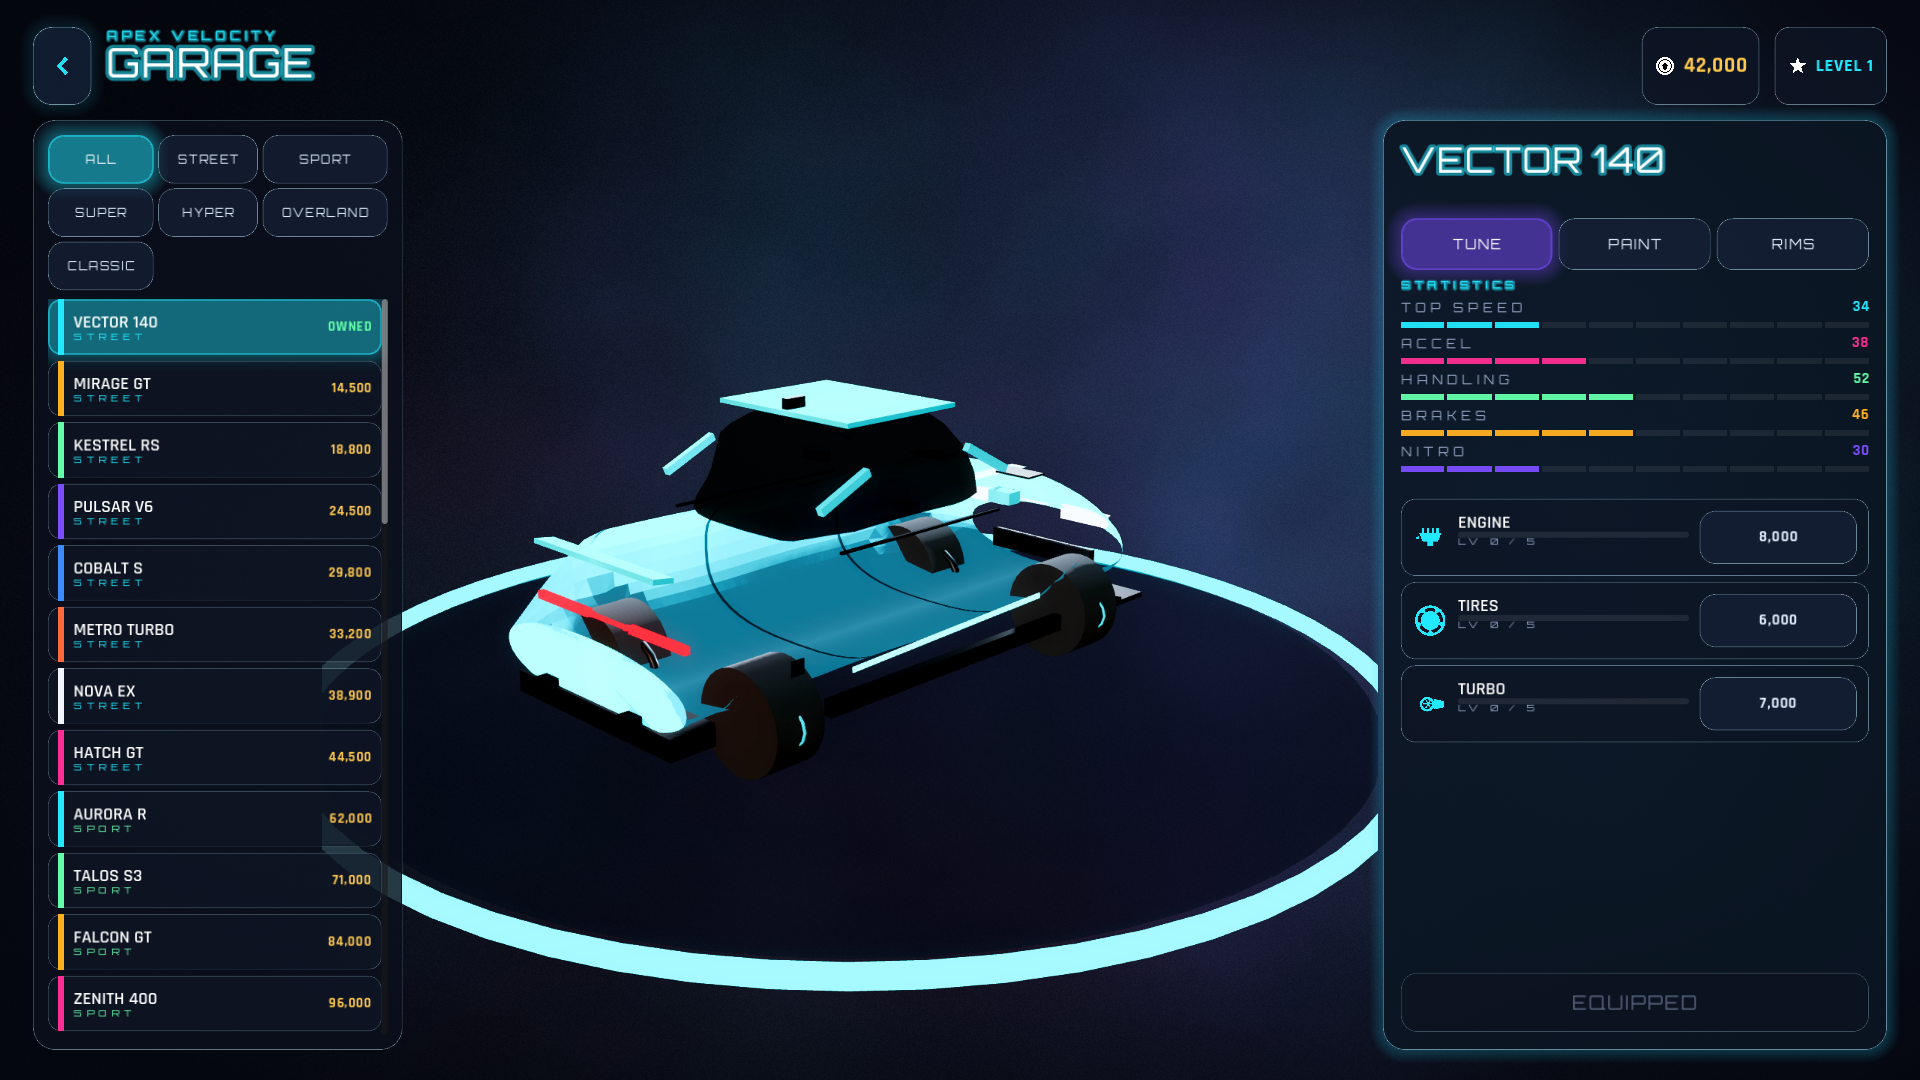 APEX VELOCITY
GARAGE
42,000
LEVEL 1
ALL
STREET
SPORT
SUPER
HYPER
OVERLAND
CLASSIC
VECTOR 140
STREET
OWNED
MIRAGE GT
STREET
14,500
KESTREL RS
STREET
18,800
PULSAR V6
STREET
24,500
COBALT S
STREET
29,800
METRO TURBO
STREET
33,200
NOVA EX
STREET
38,900
HATCH GT
STREET
44,500
AURORA R
SPORT
62,000
TALOS S3
SPORT
71,000
FALCON GT
SPORT
84,000
ZENITH 400
SPORT
96,000
VECTOR 140
TUNE
PAINT
RIMS
STATISTICS
TOP SPEED 34
ACCEL 38
HANDLING 52
BRAKES 46
NITRO 30
ENGINE
LV 0 / 5
8,000
TIRES
LV 0 / 5
6,000
TURBO
LV 0 / 5
7,000
EQUIPPED